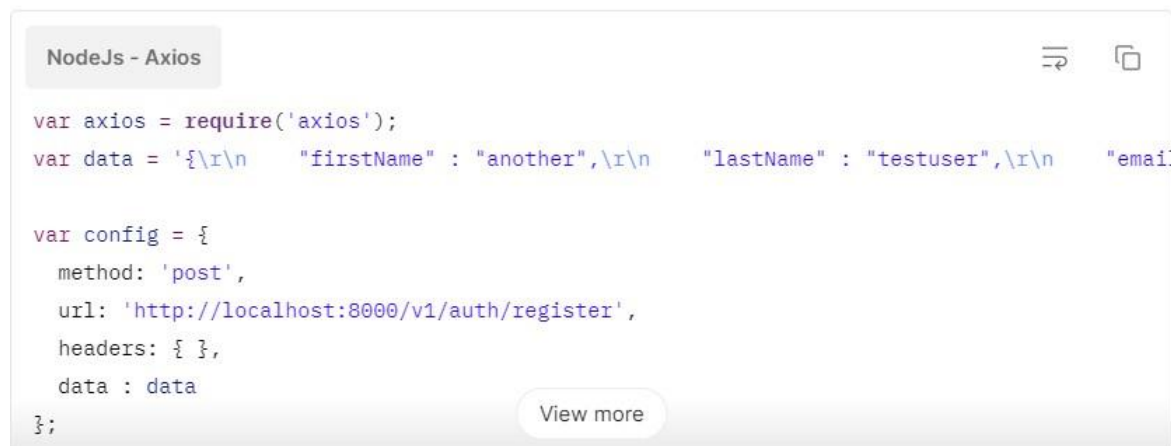 NodeJs - Axios
var axios = require('axios');
var data = '{\r\n    "firstName" : "another",\r\n    "lastName" : "testuser",\r\n    "email
var config = {
  method: 'post',
  url: 'http://localhost:8000/v1/auth/register',
  headers: { },
  data : data
};
View more